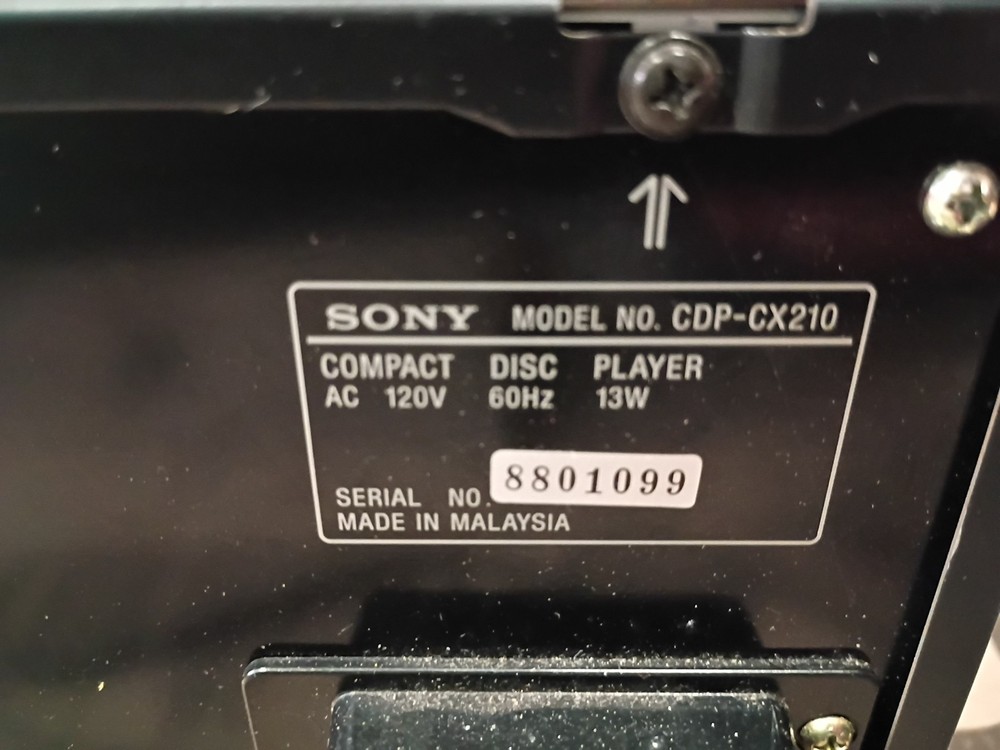 SONY MODEL NO. CDP-CX210
COMPACT DISC PLAYER
AC 120V 60Hz 13W
SERIAL NO. 8801099
MADE IN MALAYSIA